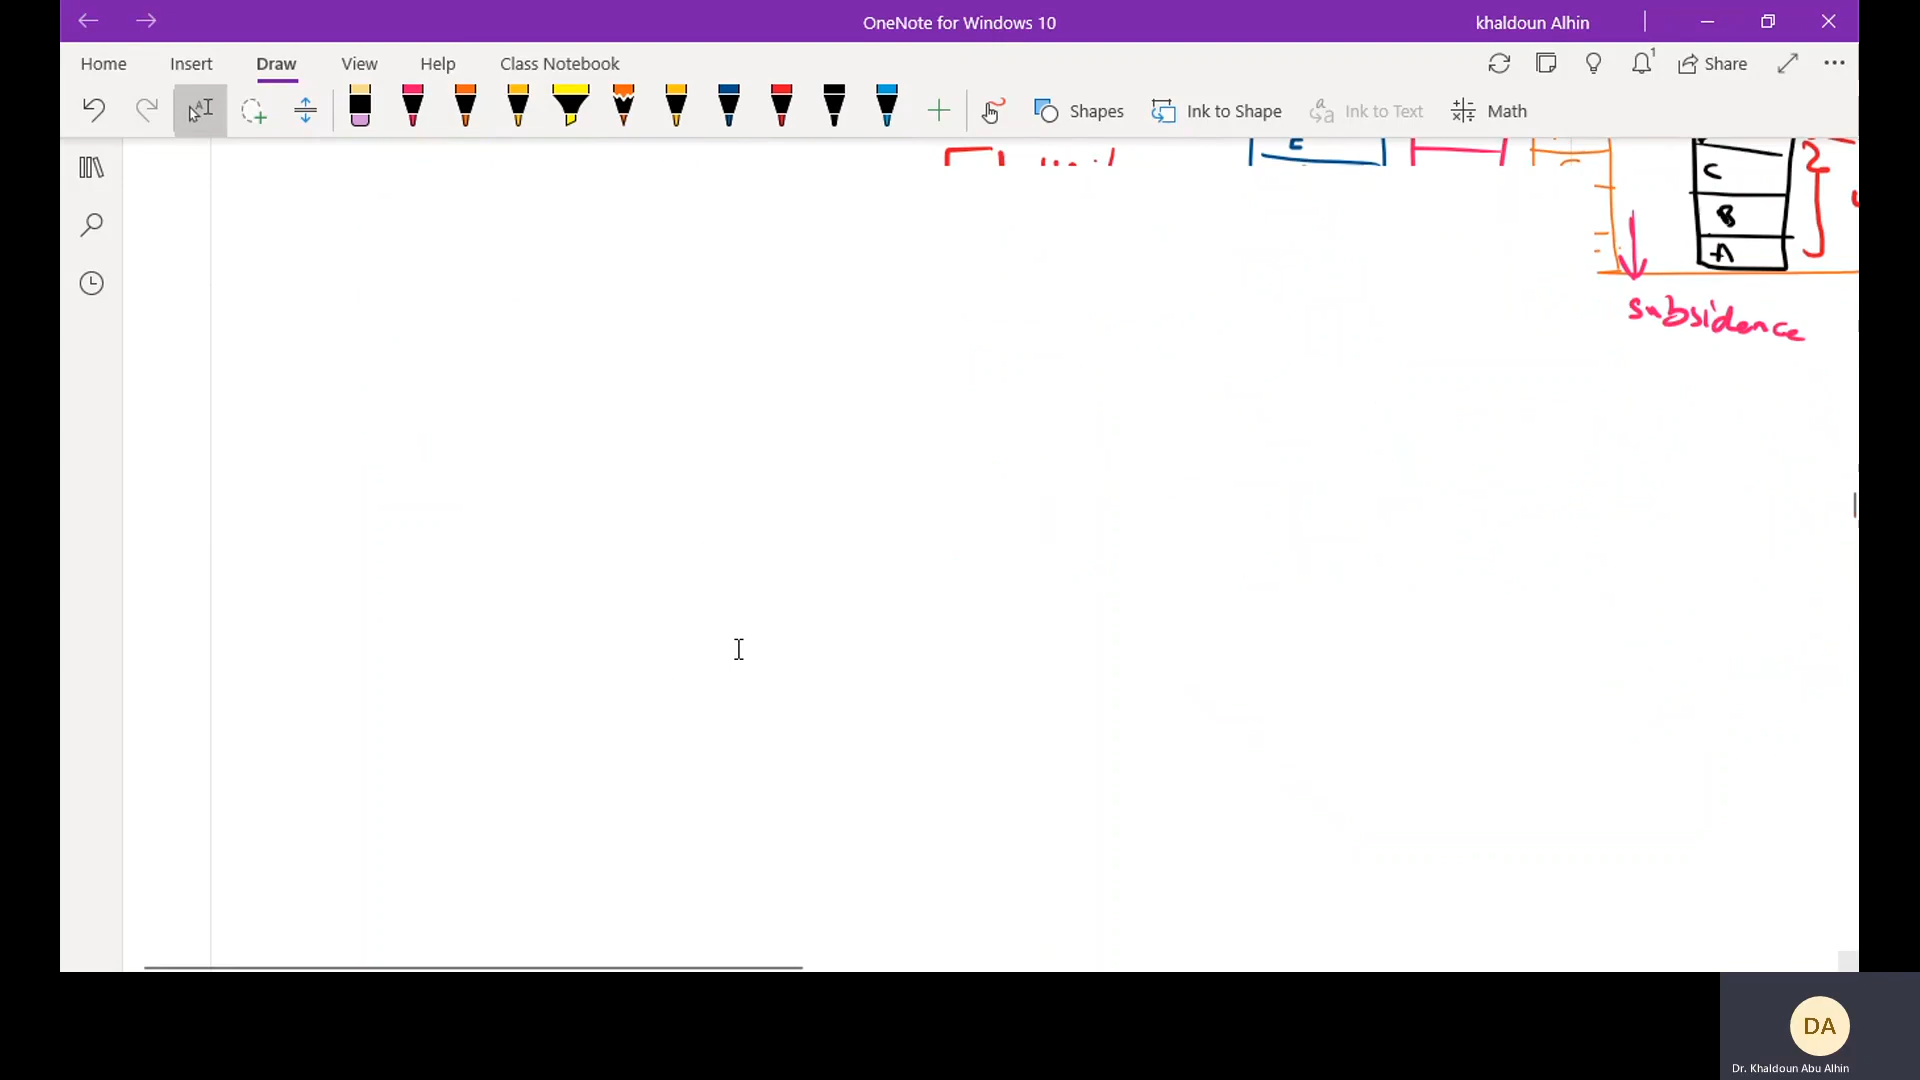 OneNote for Windows 10
khaldoun Alhin
Home Insert Draw View Help Class Notebook
1
Share
Shapes
Ink to Shape
Ink to Text
Math
E
C
B
A
subsidence
DA
Dr. Khaldoun Abu Alhin